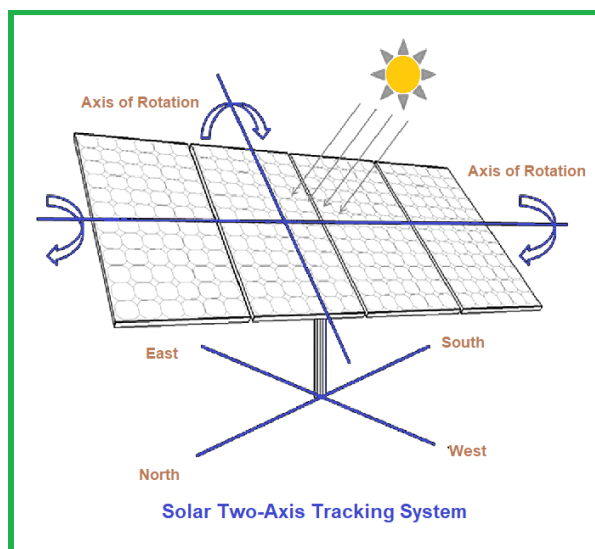 Axis of Rotation
Axis of Rotation
East
South
North
West
Solar Two-Axis Tracking System